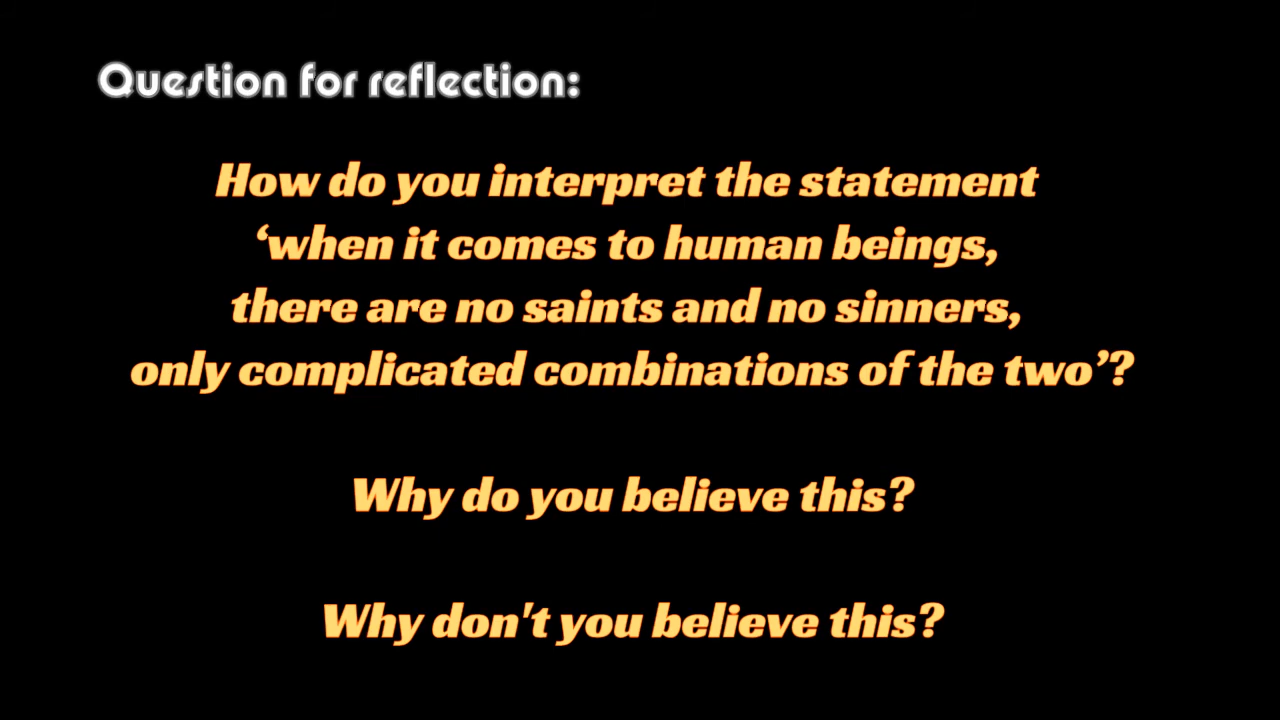 Question for reflection:
How do you interpret the statement
‘when it comes to human beings,
there are no saints and no sinners,
only complicated combinations of the two’?
Why do you believe this?
Why don't you believe this?